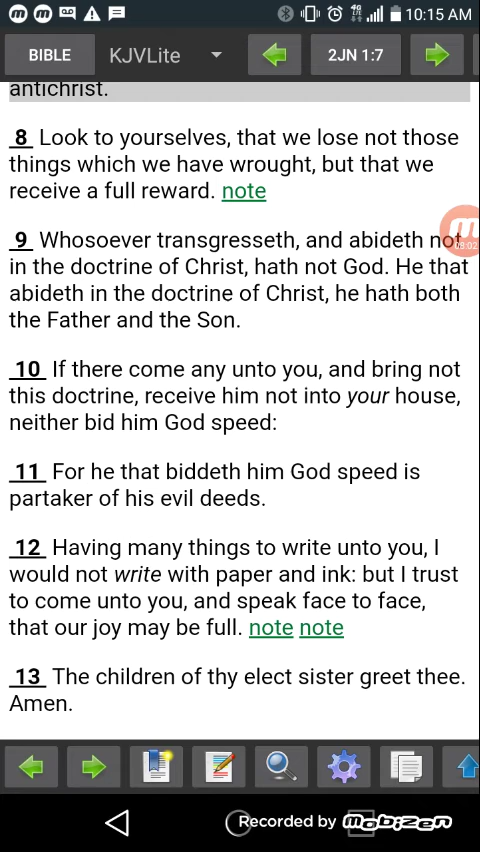 10:15 AM
BIBLE KJVLite 2JN 1:7
antichrist.
8 Look to yourselves, that we lose not those
things which we have wrought, but that we
receive a full reward. note
9 Whosoever transgresseth, and abideth not
08:02
in the doctrine of Christ, hath not God. He that
abideth in the doctrine of Christ, he hath both
the Father and the Son.
10 If there come any unto you, and bring not
this doctrine, receive him not into your house,
neither bid him God speed:
11 For he that biddeth him God speed is
partaker of his evil deeds.
12 Having many things to write unto you, I
would not write with paper and ink: but I trust
to come unto you, and speak face to face,
that our joy may be full. note note
13 The children of thy elect sister greet thee.
Amen.
Recorded by mobizen